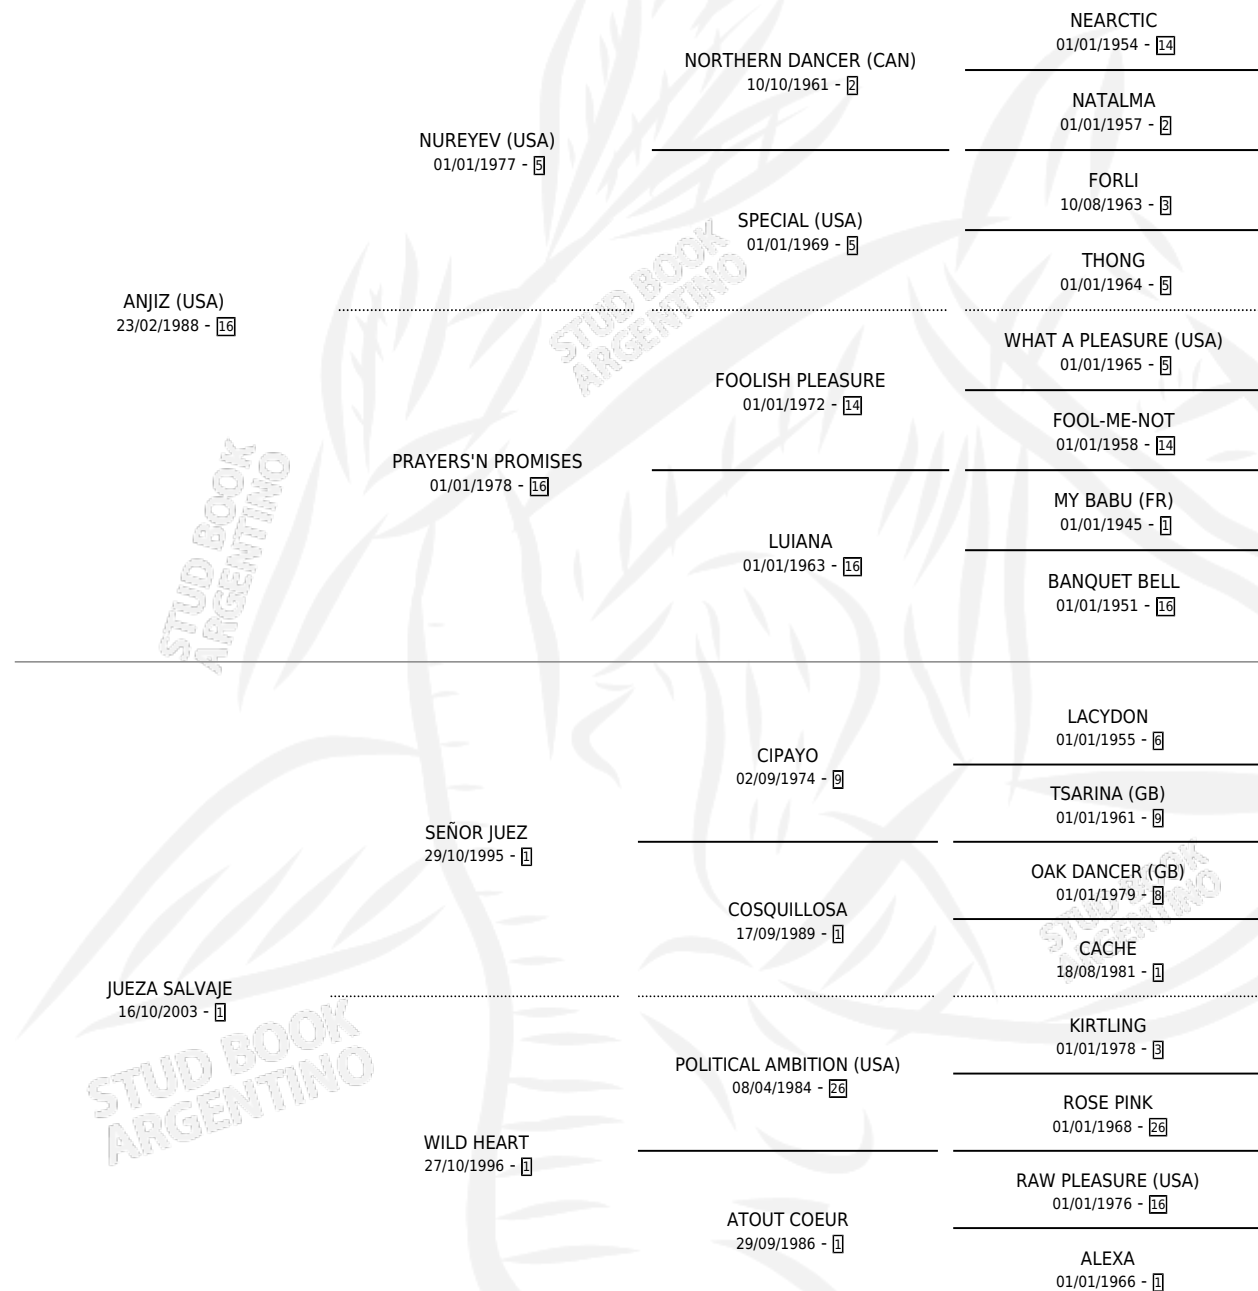 NEARCTIC
01/01/1954 - 14
NORTHERN DANCER (CAN)
10/10/1961 - 2
NATALMA
01/01/1957 - 2
NUREYEV (USA)
01/01/1977 - 5
FORLI
10/08/1963 - 3
SPECIAL (USA)
01/01/1969 - 5
THONG
01/01/1964 - 5
ANJIZ (USA)
23/02/1988 - 16
WHAT A PLEASURE (USA)
01/01/1965 - 5
FOOLISH PLEASURE
01/01/1972 - 14
FOOL-ME-NOT
01/01/1958 - 14
PRAYERS'N PROMISES
01/01/1978 - 16
MY BABU (FR)
01/01/1945 - 1
LUIANA
01/01/1963 - 16
BANQUET BELL
01/01/1951 - 16
LACYDON
01/01/1955 - 6
CIPAYO
02/09/1974 - 9
TSARINA (GB)
01/01/1961 - 9
SEÑOR JUEZ
29/10/1995 - 1
OAK DANCER (GB)
01/01/1979 - 8
COSQUILLOSA
17/09/1989 - 1
CACHE
18/08/1981 - 1
JUEZA SALVAJE
16/10/2003 - 1
KIRTLING
01/01/1978 - 3
POLITICAL AMBITION (USA)
08/04/1984 - 26
ROSE PINK
01/01/1968 - 26
WILD HEART
27/10/1996 - 1
RAW PLEASURE (USA)
01/01/1976 - 16
ATOUT COEUR
29/09/1986 - 1
ALEXA
01/01/1966 - 1
STUD BOOK
ARGENTINO
STUD BOOK
ARGENTINO
STUD BOOK
ARGENTINO
STUD BOOK
ARGENTINO